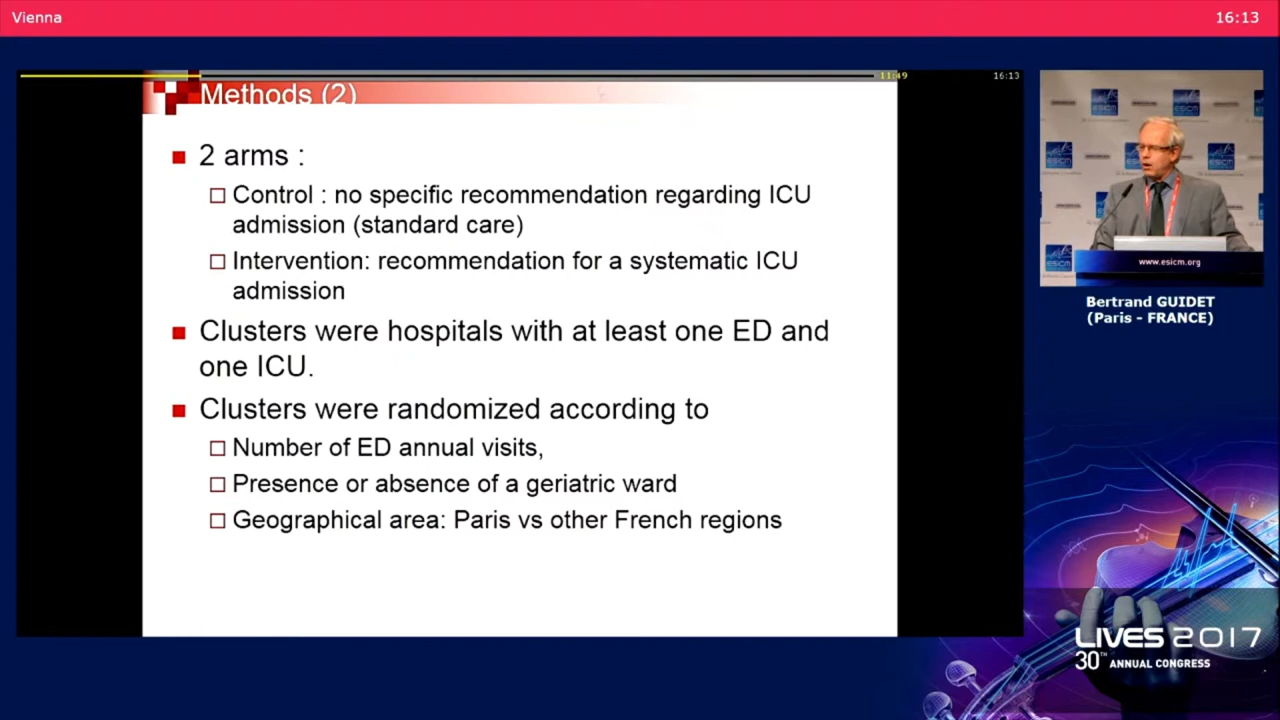 Vienna
16:13
11:49
16:13
Methods (2)
2 arms :
Control : no specific recommendation regarding ICU
admission (standard care)
Intervention: recommendation for a systematic ICU
admission
Clusters were hospitals with at least one ED and
one ICU.
Clusters were randomized according to
Number of ED annual visits,
Presence or absence of a geriatric ward
Geographical area: Paris vs other French regions
ESICM
www.esicm.org
Bertrand GUIDET
(Paris - FRANCE)
LIVES 2017
30TH ANNUAL CONGRESS